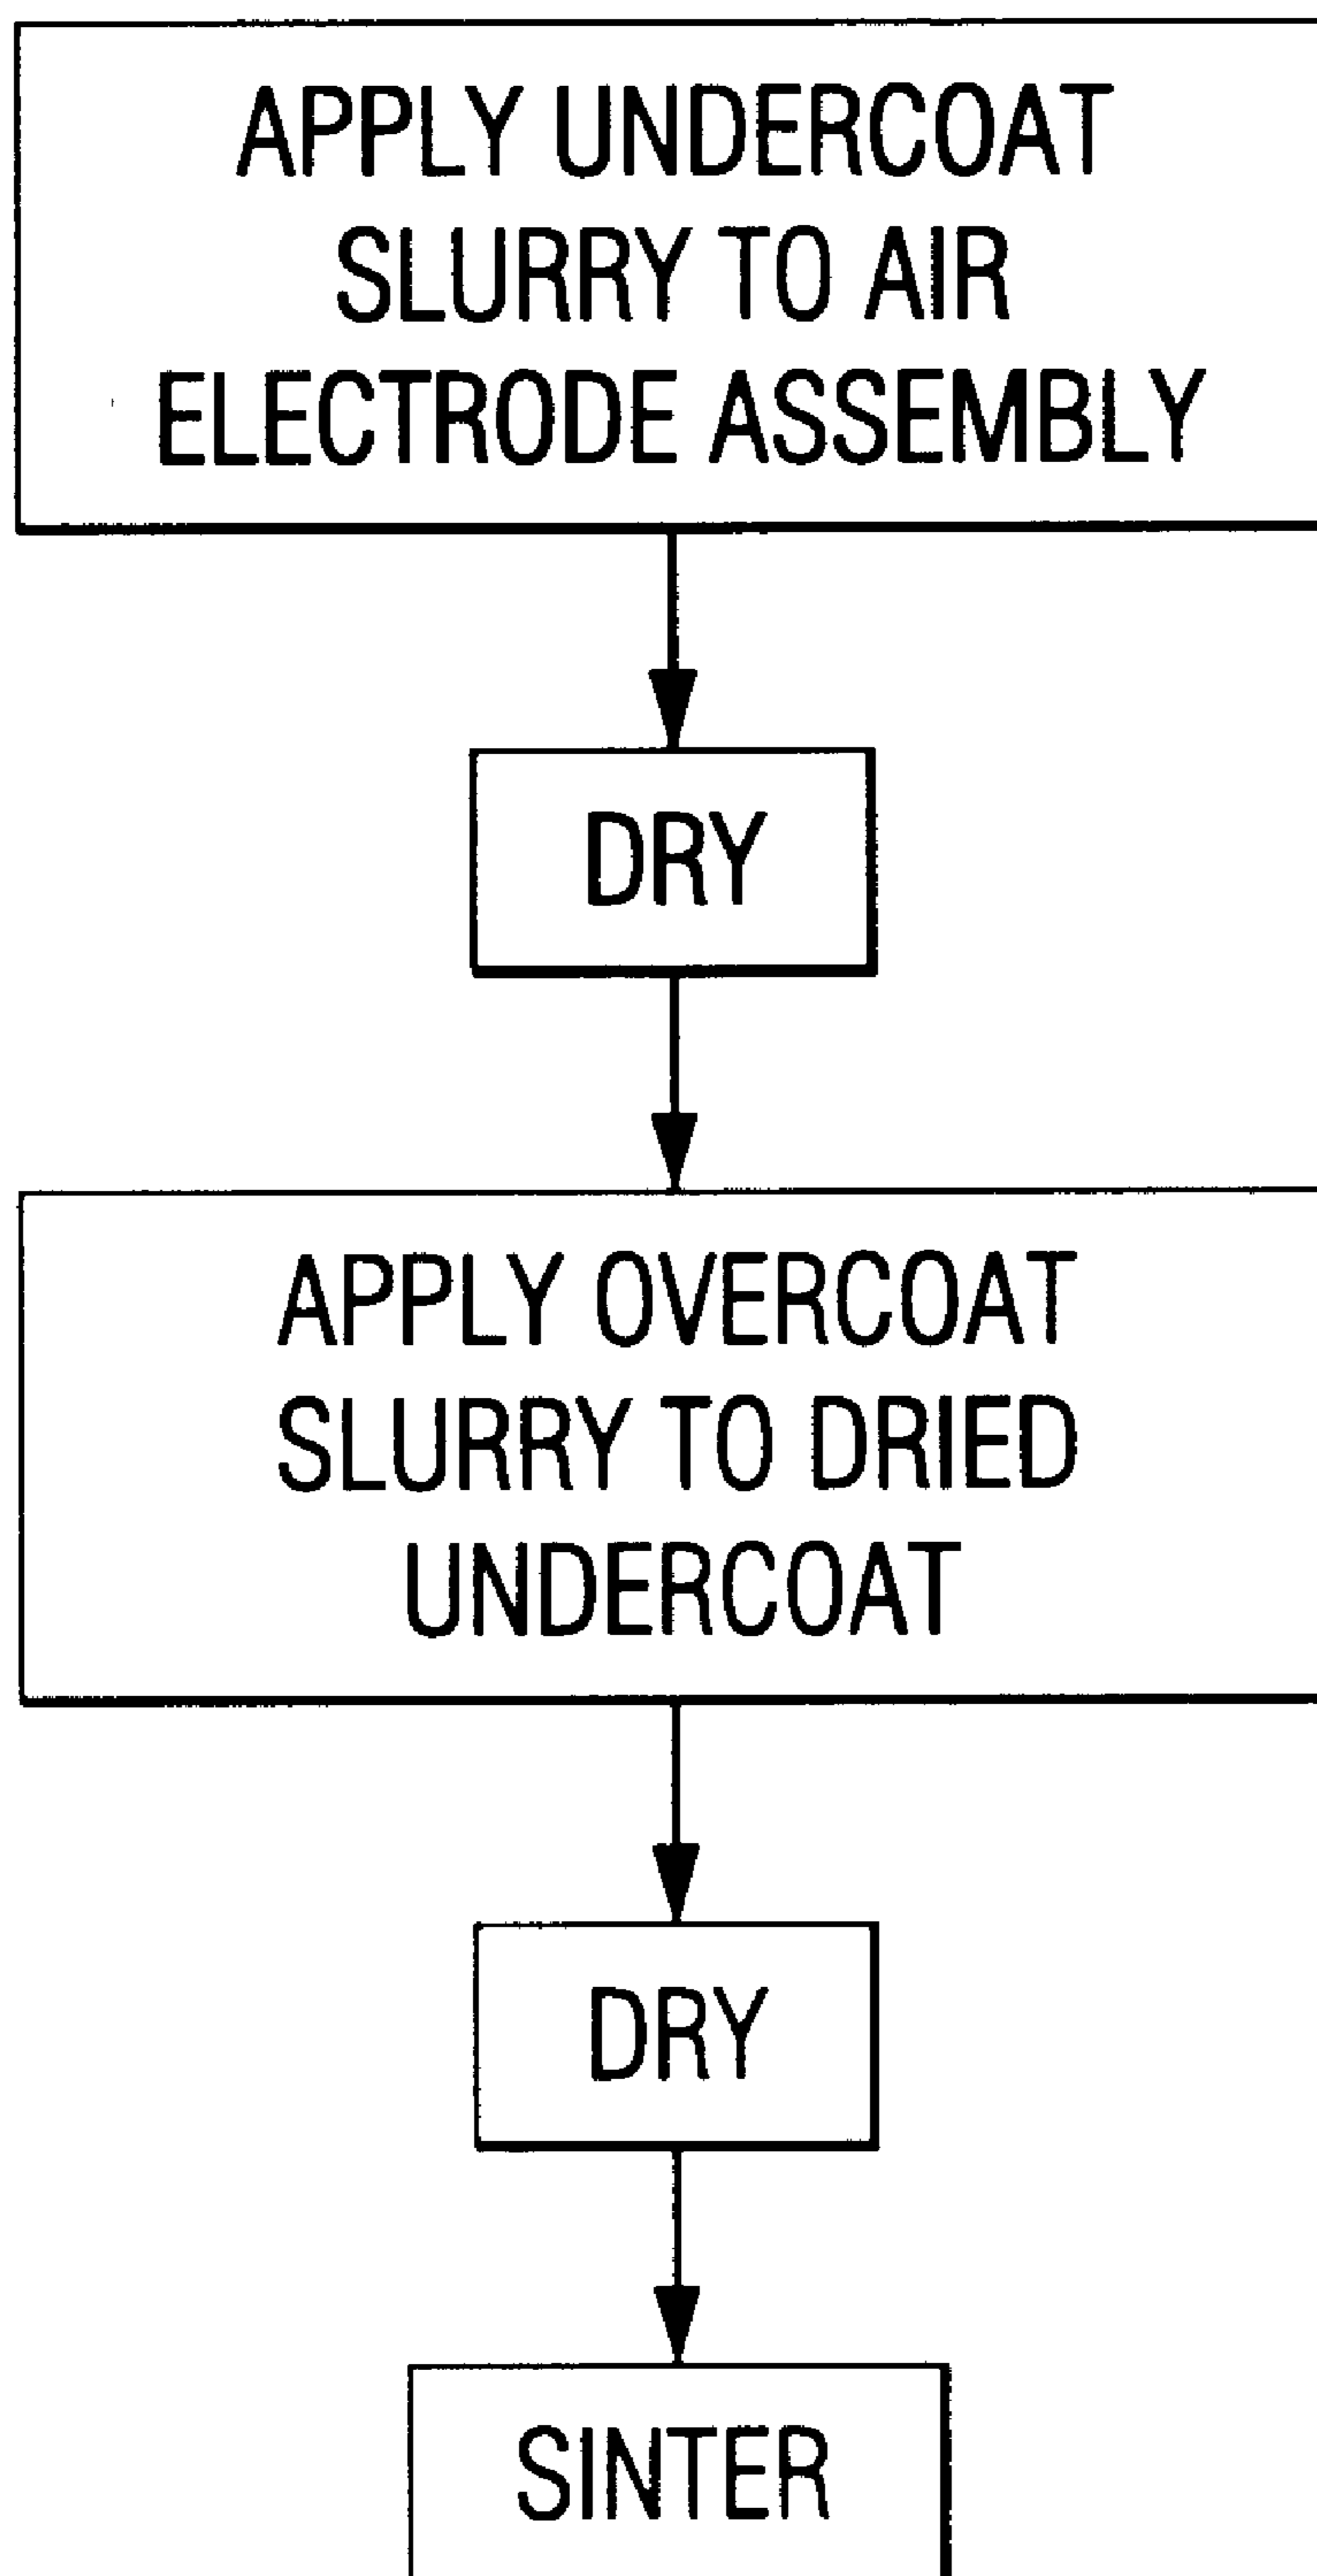 APPLY UNDERCOAT
SLURRY TO AIR
ELECTRODE ASSEMBLY
DRY
APPLY OVERCOAT
SLURRY TO DRIED
UNDERCOAT
DRY
SINTER